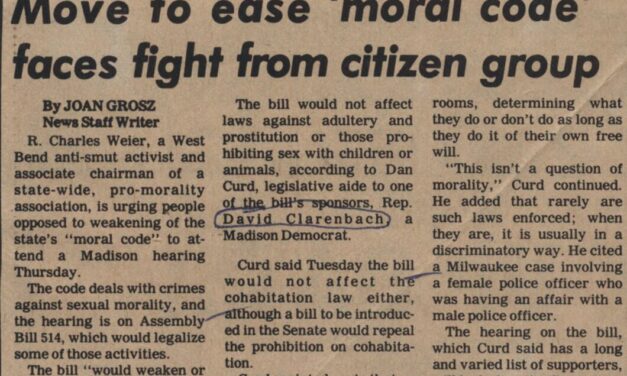 Move to ease 'moral code'
faces fight from citizen group
By JOAN GROSZ
News Staff Writer
R. Charles Weier, a West
Bend anti-smut activist and
associate chairman of a
state-wide, pro-morality
association, is urging people
opposed to weakening of the
state's "moral code" to at-
tend a Madison hearing
Thursday.
The code deals with crimes
against sexual morality, and
the hearing is on Assembly
Bill 514, which would legalize
some of those activities.
The bill "would weaken or
The bill would not affect
laws against adultery and
prostitution or those pro-
hibiting sex with children or
animals, according to Dan
Curd, legislative aide to one
of the bill's sponsors, Rep.
David Clarenbach, a
Madison Democrat.
Curd said Tuesday the bill
would not affect the
cohabitation law either,
although a bill to be introduc-
ed in the Senate would repeal
the prohibition on cohabita-
tion.
rooms, determining what
they do or don't do as long as
they do it of their own free
will.
"This isn't a question of
morality," Curd continued.
He added that rarely are
such laws enforced; when
they are, it is usually in a
discriminatory way. He cited
a Milwaukee case involving
a female police officer who
was having an affair with a
male police officer.
The hearing on the bill,
which Curd said has a long
and varied list of supporters,